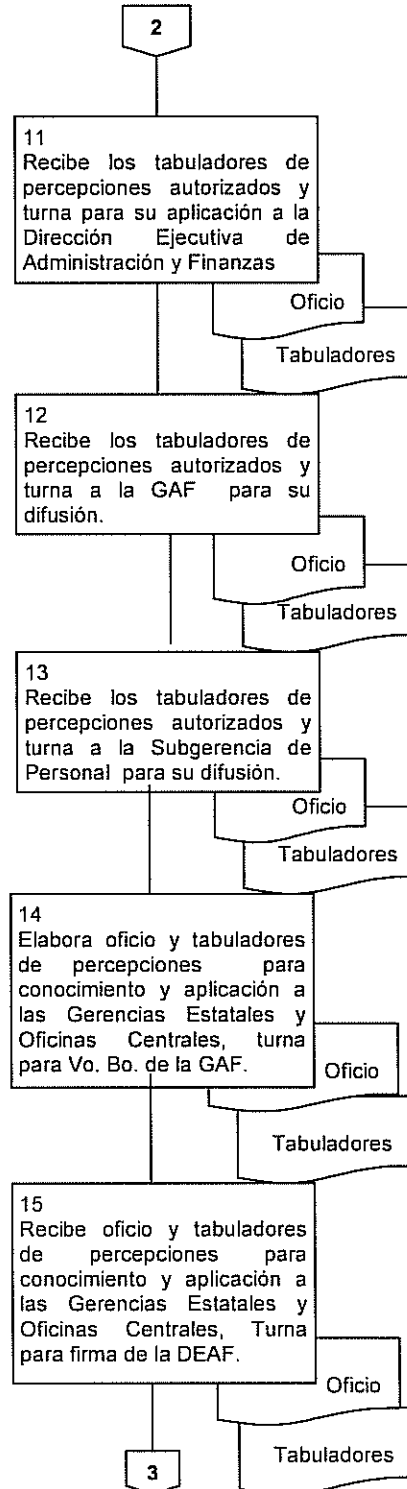 2
11
Recibe los tabuladores de
percepciones autorizados y
turna para su aplicación a la
Dirección Ejecutiva de
Administración y Finanzas
Oficio
Tabuladores
12
Recibe los tabuladores de
percepciones autorizados y
turna a la GAF para su
difusión.
Oficio
Tabuladores
13
Recibe los tabuladores de
percepciones autorizados y
turna a la Subgerencia de
Personal para su difusión.
Oficio
Tabuladores
14
Elabora oficio y tabuladores
de percepciones para
conocimiento y aplicación a
las Gerencias Estatales y
Oficinas Centrales, turna
para Vo. Bo. de la GAF.
Oficio
Tabuladores
15
Recibe oficio y tabuladores
de percepciones para
conocimiento y aplicación a
las Gerencias Estatales y
Oficinas Centrales, Turna
para firma de la DEAF.
Oficio
Tabuladores
3